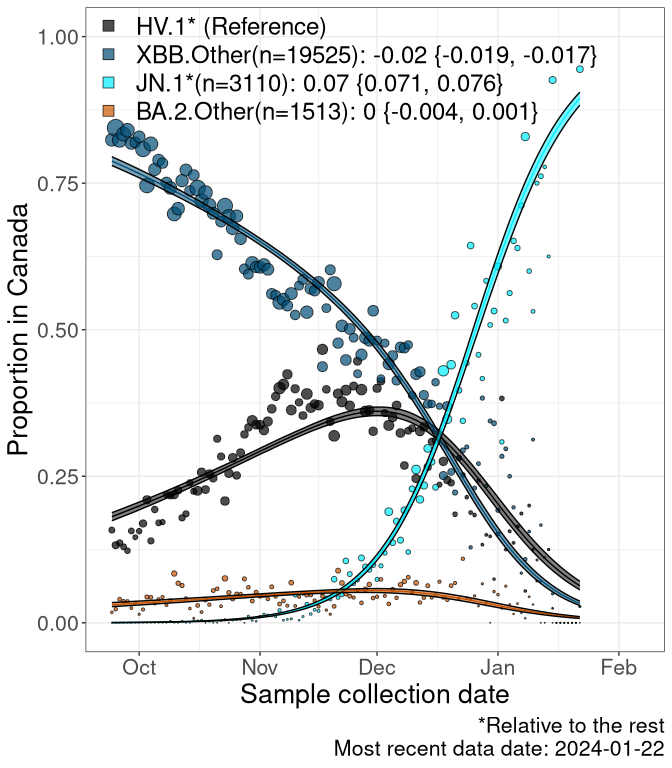 HV.1* (Reference)
XBB.Other(n=19525): -0.02 {-0.019, -0.017}
JN.1*(n=3110): 0.07 {0.071, 0.076}
BA.2.Other(n=1513): 0 {-0.004, 0.001}
1.00
0.75
0.50
0.25
0.00
Proportion in Canada
Oct Nov Dec Jan Feb
Sample collection date
*Relative to the rest
Most recent data date: 2024-01-22